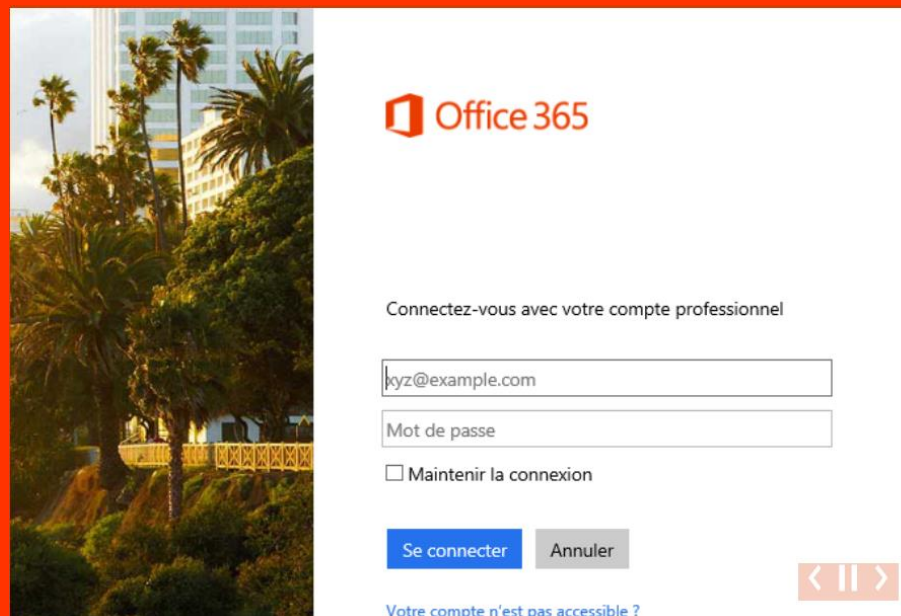 Office 365
Connectez-vous avec votre compte professionnel
xyz@example.com
Mot de passe
Maintenir la connexion
Se connecter
Annuler
Votre compte n'est pas accessible ?